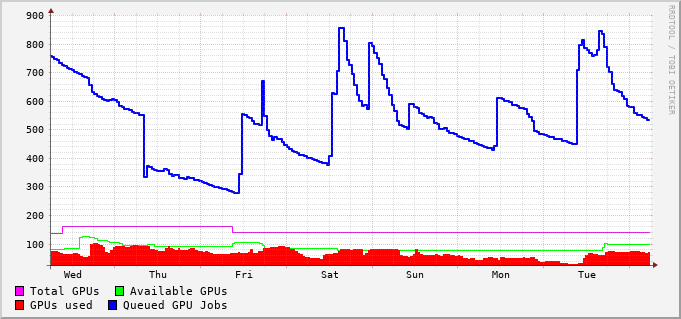 900
800
700
600
500
400
300
200
100
Wed Thu Fri Sat Sun Mon Tue
Total GPUs Available GPUs
GPUs used Queued GPU Jobs
RRDTOOL / TOBI OETIKER